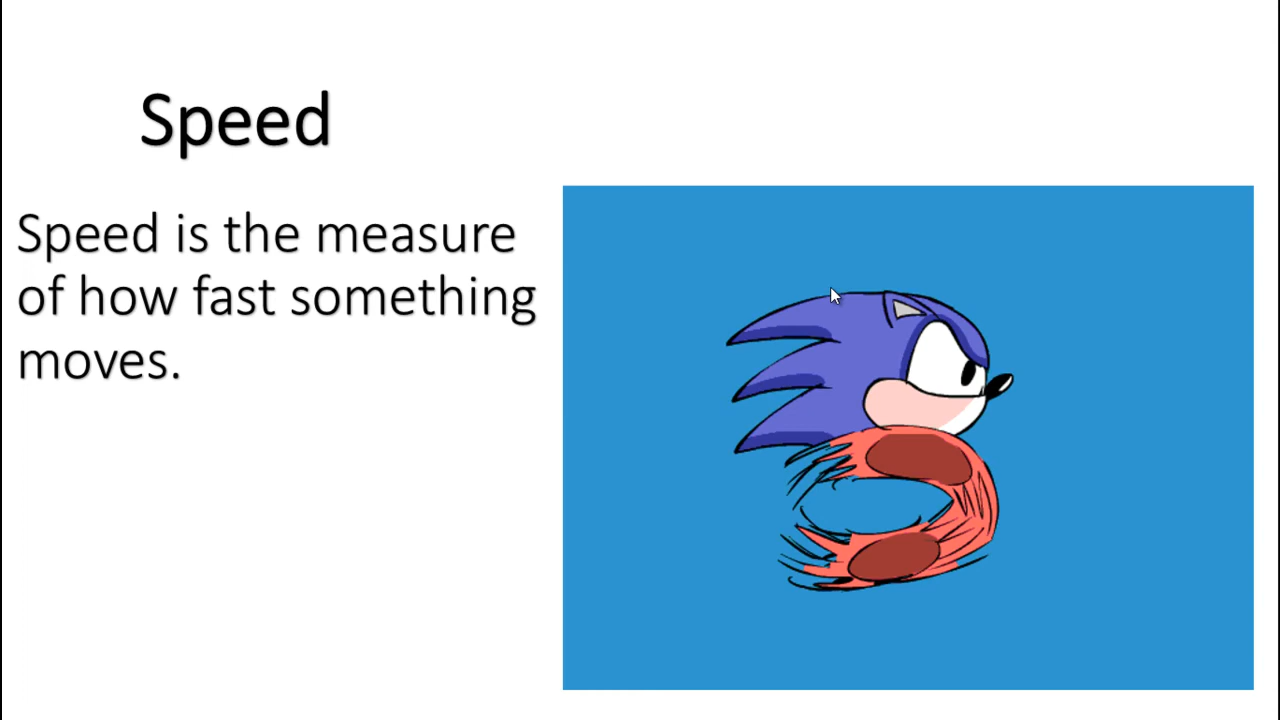 Speed
Speed is the measure
of how fast something
moves.